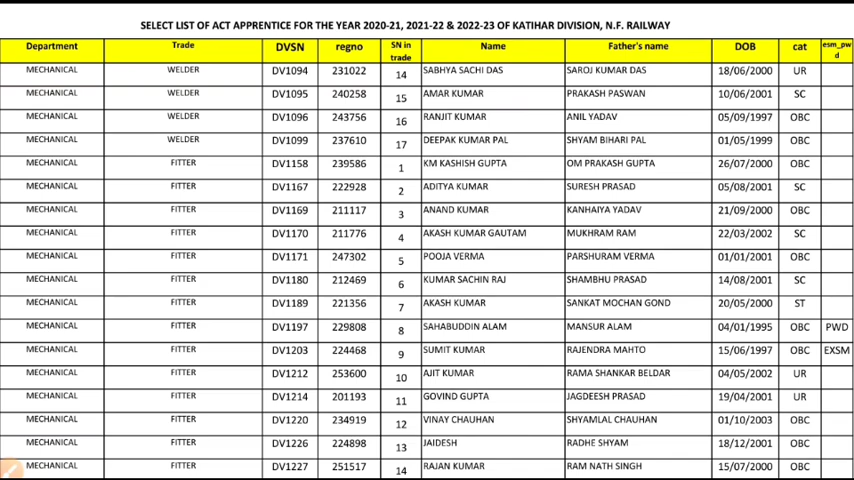 SELECT LIST OF ACT APPRENTICE FOR THE YEAR 2020-21, 2021-22 & 2022-23 OF KATIHAR DIVISION, N.F. RAILWAY
Department Trade DVSN regno SN in trade Name Father's name DOB cat esm_pwd
MECHANICAL WELDER DV1094 231022 14 SABHYA SACHI DAS SAROJ KUMAR DAS 18/06/2000 UR
MECHANICAL WELDER DV1095 240258 15 AMAR KUMAR PRAKASH PASWAN 10/06/2001 SC
MECHANICAL WELDER DV1096 243756 16 RANJIT KUMAR ANIL YADAV 05/09/1997 OBC
MECHANICAL WELDER DV1099 237610 17 DEEPAK KUMAR PAL SHYAM BIHARI PAL 01/05/1999 OBC
MECHANICAL FITTER DV1158 239586 1 KM KASHISH GUPTA OM PRAKASH GUPTA 26/07/2000 OBC
MECHANICAL FITTER DV1167 222928 2 ADITYA KUMAR SURESH PRASAD 05/08/2001 SC
MECHANICAL FITTER DV1169 211117 3 ANAND KUMAR KANHAIYA YADAV 21/09/2000 OBC
MECHANICAL FITTER DV1170 211776 4 AKASH KUMAR GAUTAM MUKHRAM RAM 22/03/2002 SC
MECHANICAL FITTER DV1171 247302 5 POOJA VERMA PARSHURAM VERMA 01/01/2001 OBC
MECHANICAL FITTER DV1180 212469 6 KUMAR SACHIN RAJ SHAMBHU PRASAD 14/08/2001 SC
MECHANICAL FITTER DV1189 221356 7 AKASH KUMAR SANKAT MOCHAN GOND 20/05/2000 ST
MECHANICAL FITTER DV1197 229808 8 SAHABUDDIN ALAM MANSUR ALAM 04/01/1995 OBC PWD
MECHANICAL FITTER DV1203 224468 9 SUMIT KUMAR RAJENDRA MAHTO 15/06/1997 OBC EXSM
MECHANICAL FITTER DV1212 253600 10 AJIT KUMAR RAMA SHANKAR BELDAR 04/05/2002 UR
MECHANICAL FITTER DV1214 201193 11 GOVIND GUPTA JAGDEESH PRASAD 19/04/2001 UR
MECHANICAL FITTER DV1220 234919 12 VINAY CHAUHAN SHYAMLAL CHAUHAN 01/10/2003 OBC
MECHANICAL FITTER DV1226 224898 13 JAIDESH RADHE SHYAM 18/12/2001 OBC
MECHANICAL FITTER DV1227 251517 14 RAJAN KUMAR RAM NATH SINGH 15/07/2000 OBC